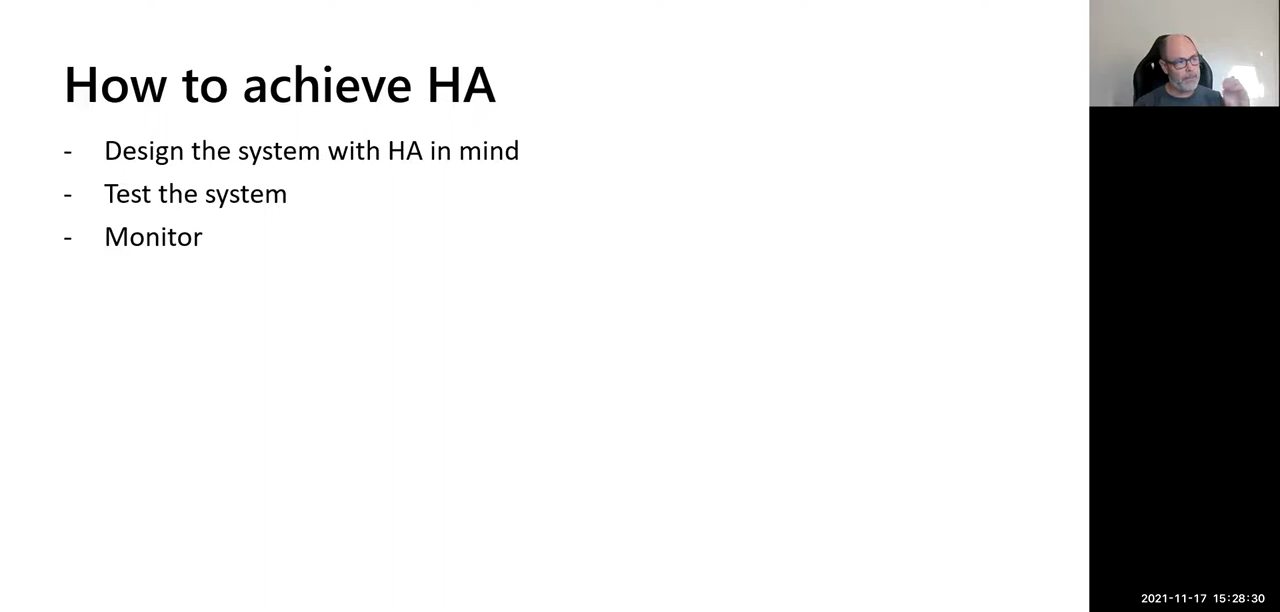 How to achieve HA
- Design the system with HA in mind
- Test the system
- Monitor
2021-11-17 15:28:30